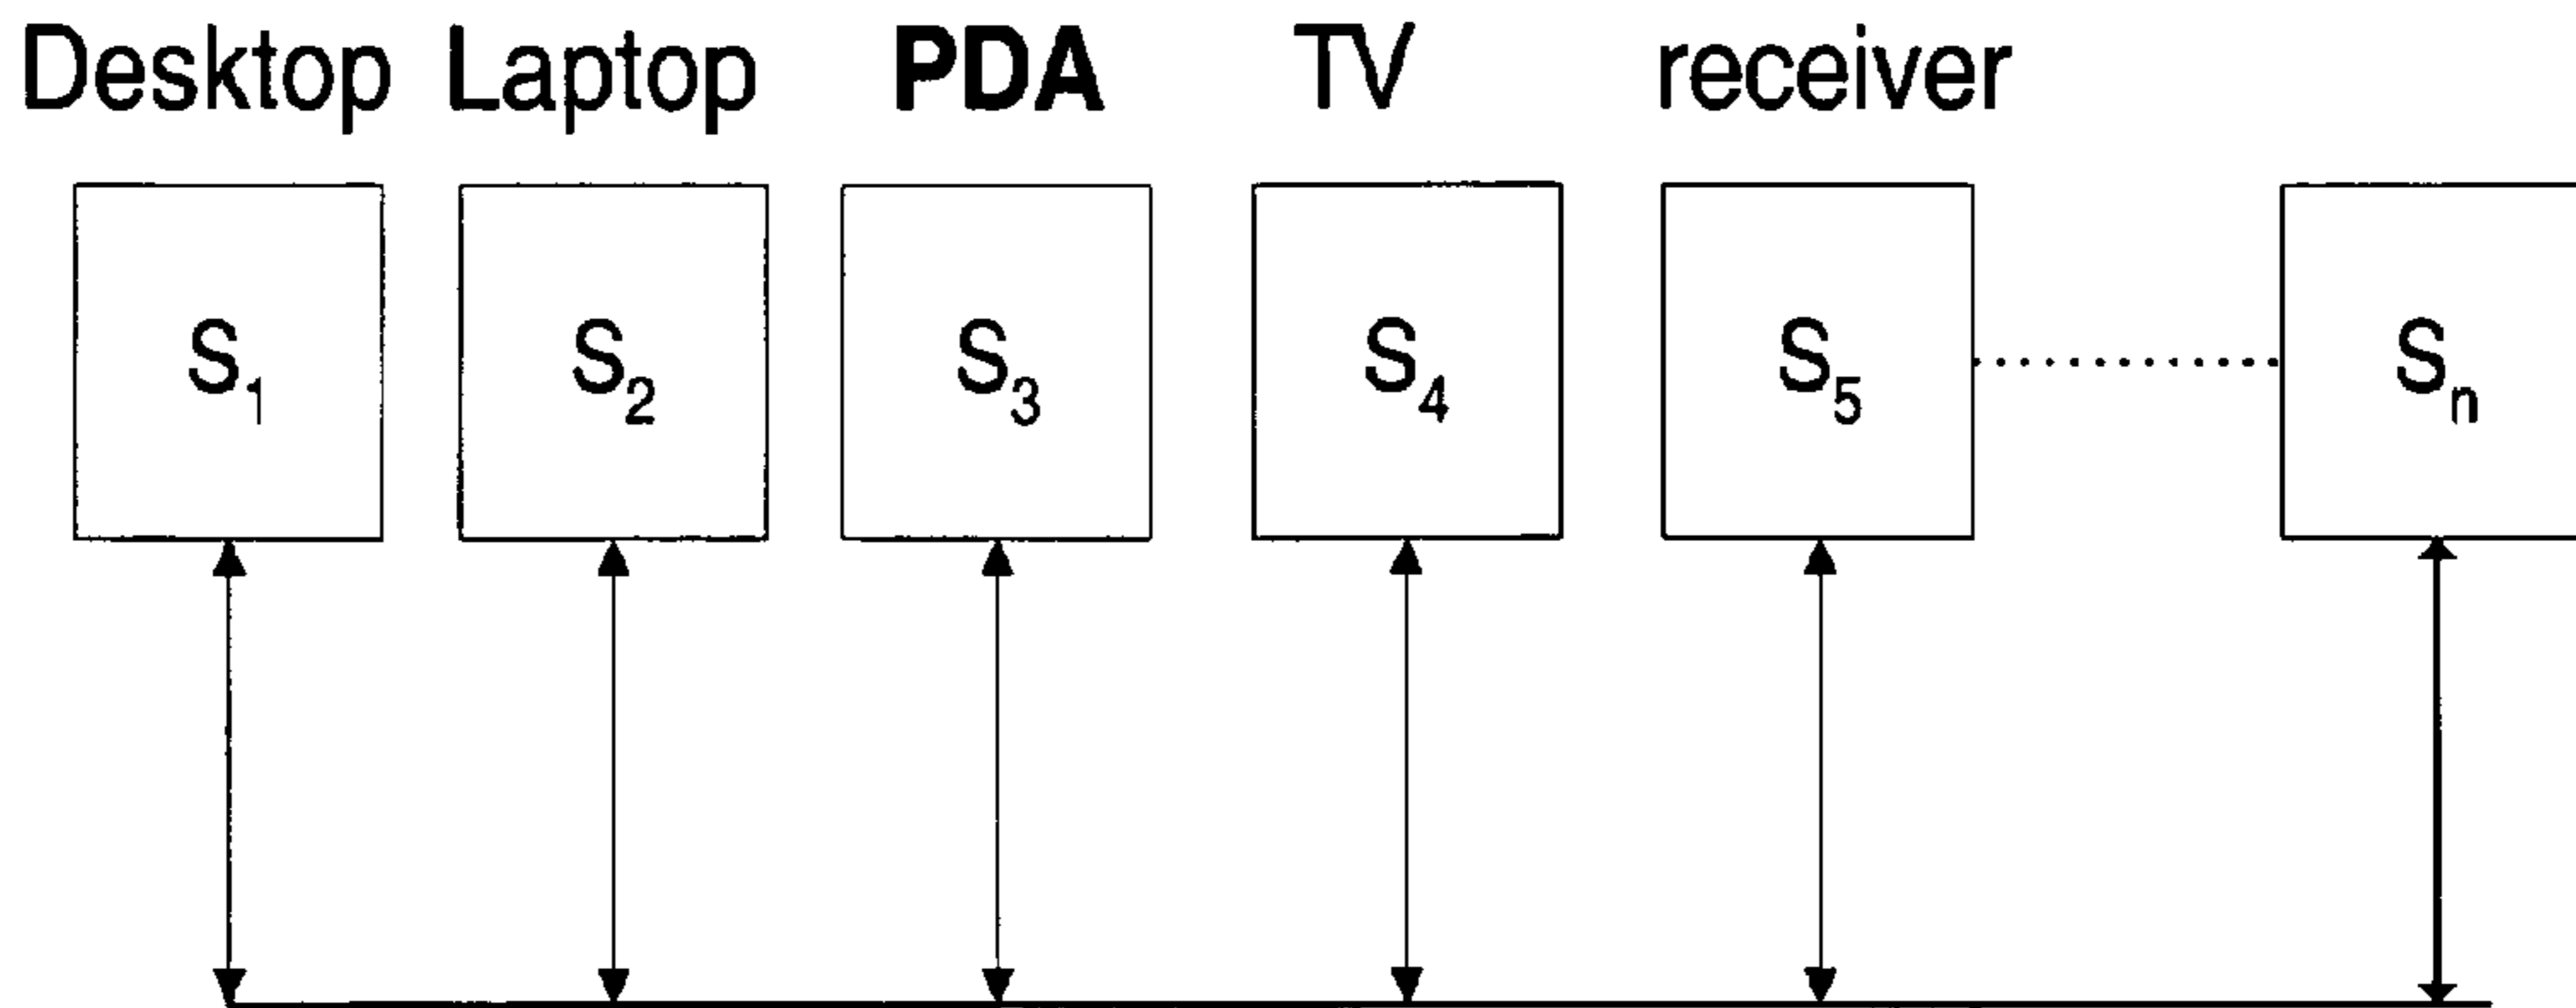 Desktop Laptop PDA TV receiver
S₁ S₂ S₃ S₄ S₅ Sₙ